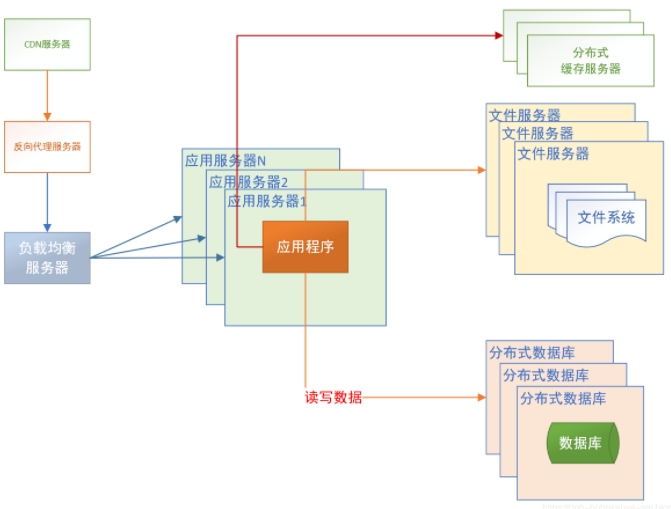 CDN服务器
反向代理服务器
负载均衡
服务器
应用服务器N
应用服务器2
应用服务器1
应用程序
分布式
缓存服务器
文件服务器
文件服务器
文件服务器
文件系统
读写数据
分布式数据库
分布式数据库
分布式数据库
数据库